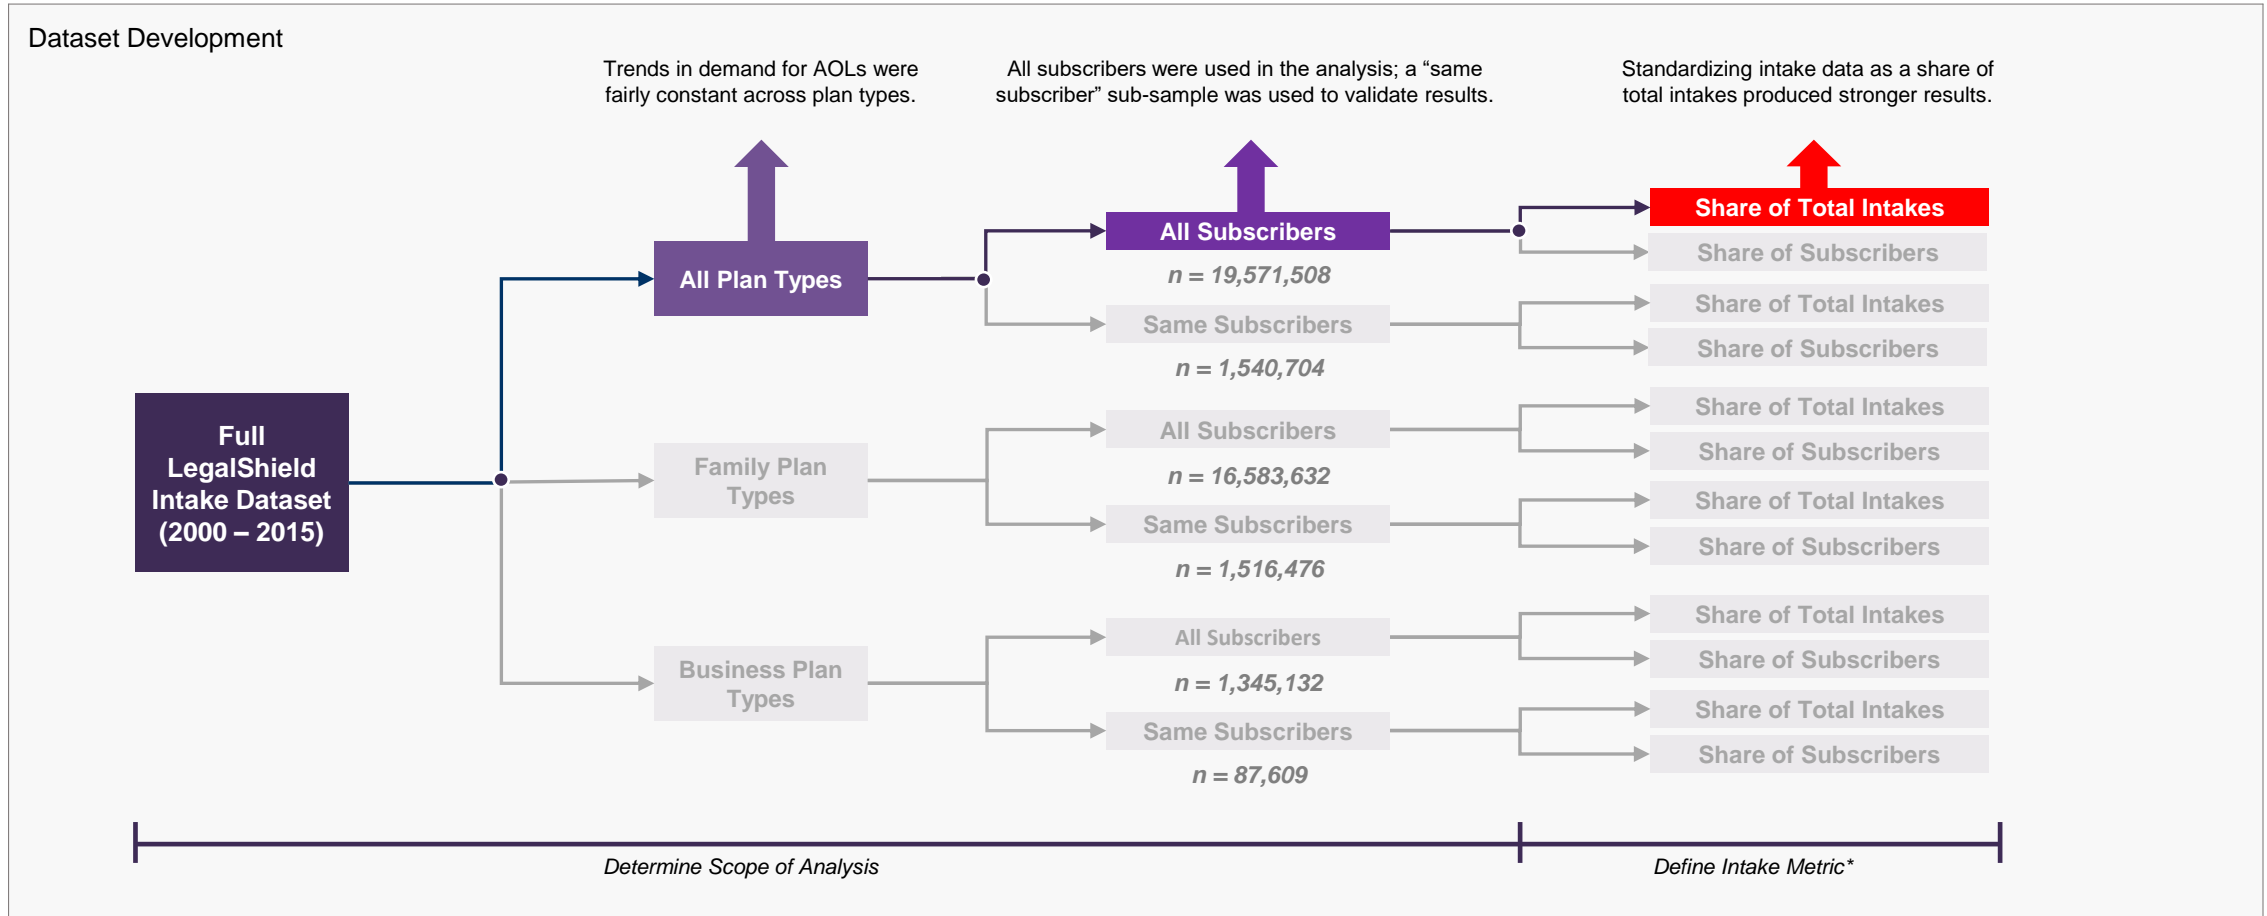 Dataset Development
Trends in demand for AOLs were
fairly constant across plan types.
All subscribers were used in the analysis; a “same
subscriber” sub-sample was used to validate results.
Standardizing intake data as a share of
total intakes produced stronger results.
Full
LegalShield
Intake Dataset
(2000 – 2015)
All Plan Types
All Subscribers
n = 19,571,508
Share of Total Intakes
Share of Subscribers
Same Subscribers
n = 1,540,704
Share of Total Intakes
Share of Subscribers
Family Plan
Types
All Subscribers
n = 16,583,632
Share of Total Intakes
Share of Subscribers
Same Subscribers
n = 1,516,476
Share of Total Intakes
Share of Subscribers
Business Plan
Types
All Subscribers
n = 1,345,132
Share of Total Intakes
Share of Subscribers
Same Subscribers
n = 87,609
Share of Total Intakes
Share of Subscribers
Determine Scope of Analysis
Define Intake Metric*